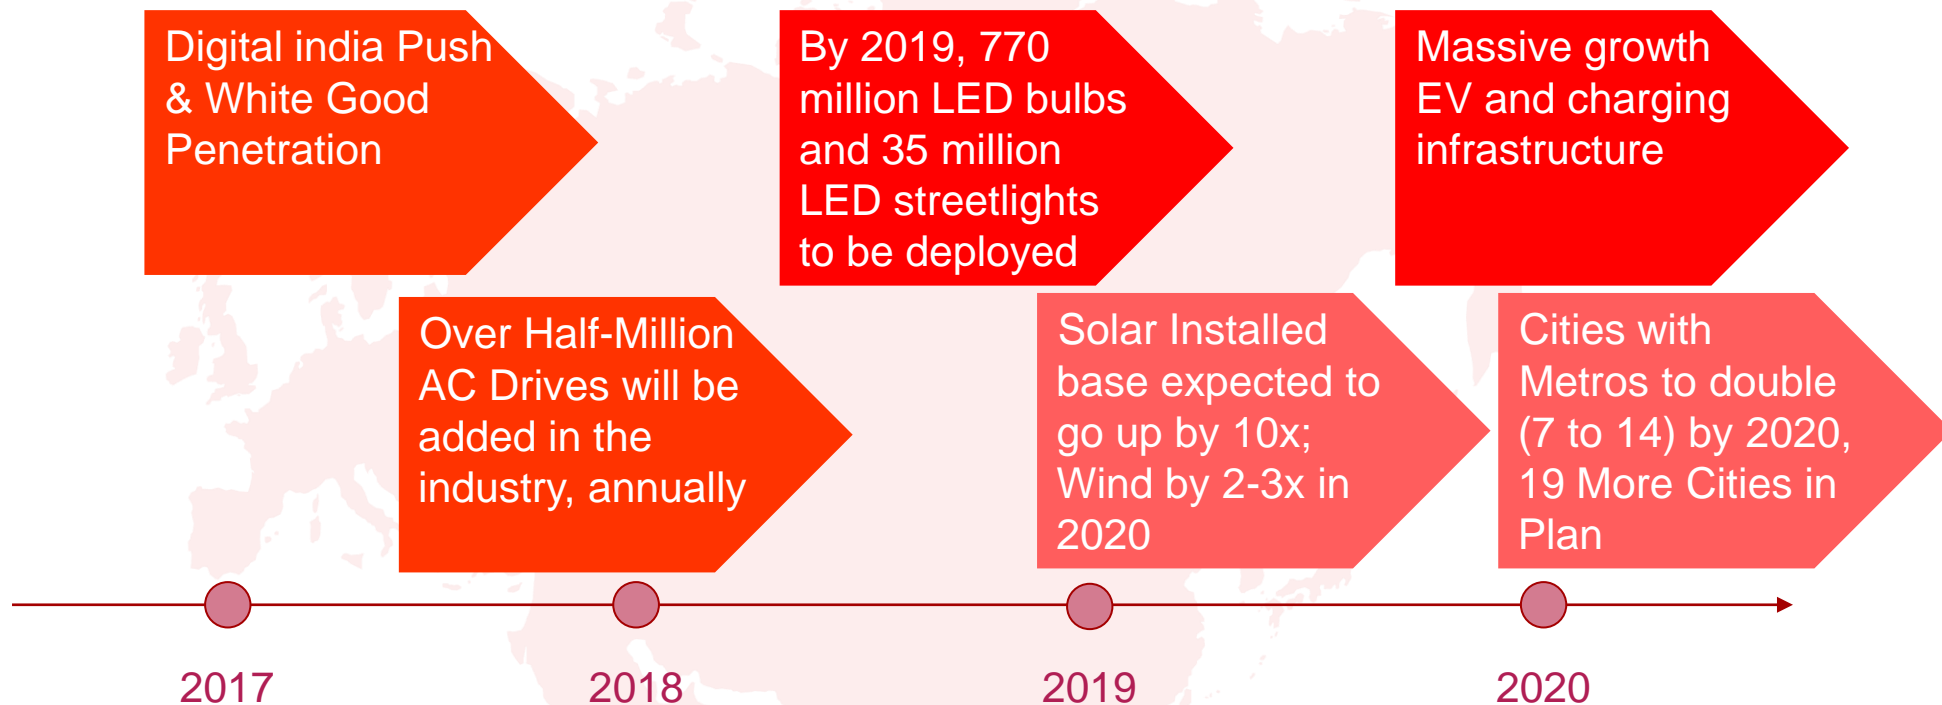 Digital india Push
& White Good
Penetration
By 2019, 770
million LED bulbs
and 35 million
LED streetlights
to be deployed
Massive growth
EV and charging
infrastructure
Over Half-Million
AC Drives will be
added in the
industry, annually
Solar Installed
base expected to
go up by 10x;
Wind by 2-3x in
2020
Cities with
Metros to double
(7 to 14) by 2020,
19 More Cities in
Plan
2017
2018
2019
2020